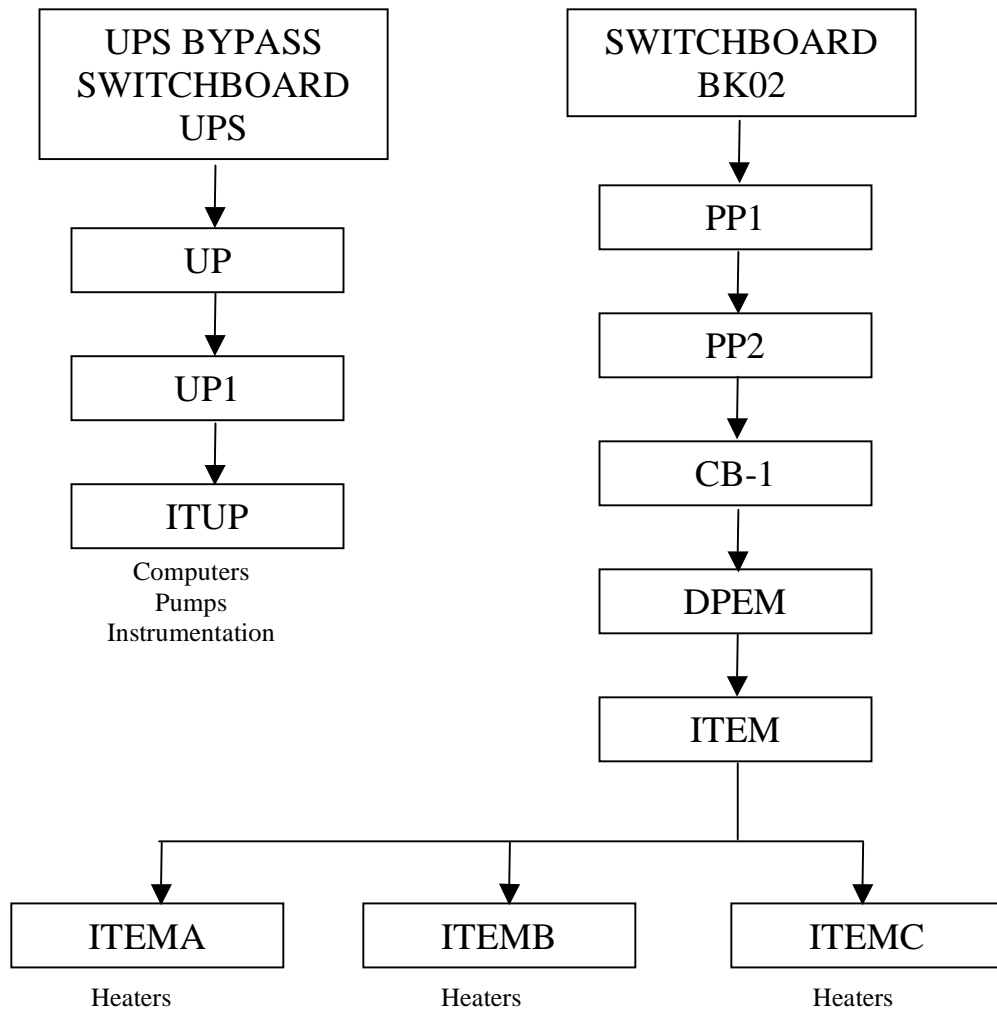 UPS BYPASS
SWITCHBOARD
UPS
UP
UP1
ITUP
Computers
Pumps
Instrumentation
SWITCHBOARD
BK02
PP1
PP2
CB-1
DPEM
ITEM
ITEMA
Heaters
ITEMB
Heaters
ITEMC
Heaters